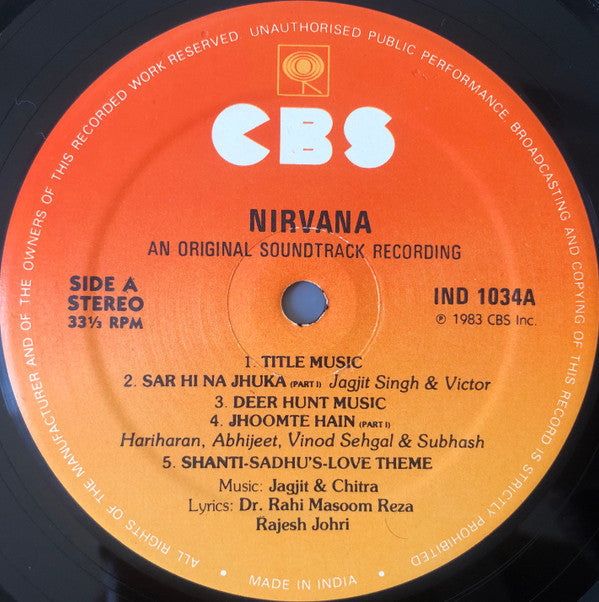 ALL RIGHTS OF THE MANUFACTURER AND OF THE OWNERS OF THIS RECORDED WORK RESERVED UNAUTHORISED PUBLIC PERFORMANCE, BROADCASTING AND COPYING OF THIS RECORD IS STRICTLY PROHIBITED
CBS
NIRVANA
AN ORIGINAL SOUNDTRACK RECORDING
SIDE A
STEREO
33⅓ RPM
IND 1034A
℗ 1983 CBS Inc.
1. TITLE MUSIC
2. SAR HI NA JHUKA (PART I) Jagjit Singh & Victor
3. DEER HUNT MUSIC
4. JHOOMTE HAIN (PART I)
Hariharan, Abhijeet, Vinod Sehgal & Subhash
5. SHANTI-SADHU'S-LOVE THEME
Music: Jagjit & Chitra
Lyrics: Dr. Rahi Masoom Reza
Rajesh Johri
• MADE IN INDIA •